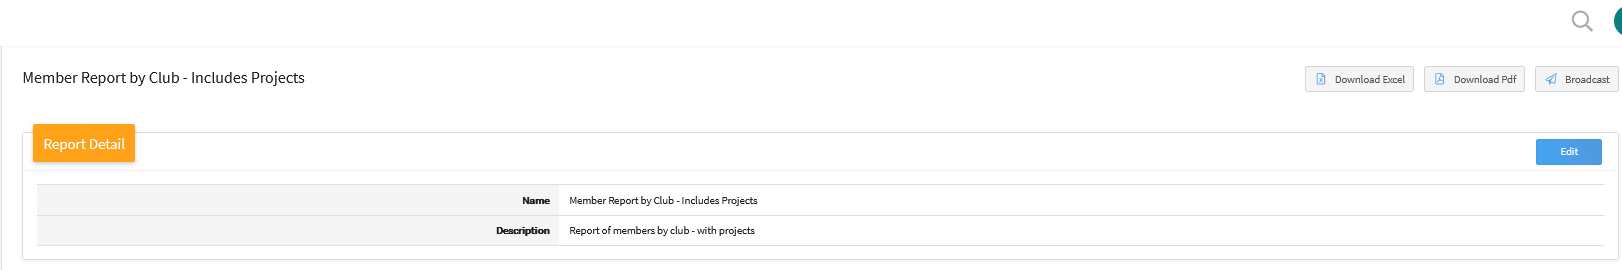 Member Report by Club - Includes Projects
Download Excel
Download Pdf
Broadcast
Report Detail
Edit
Name
Member Report by Club - Includes Projects
Description
Report of members by club - with projects